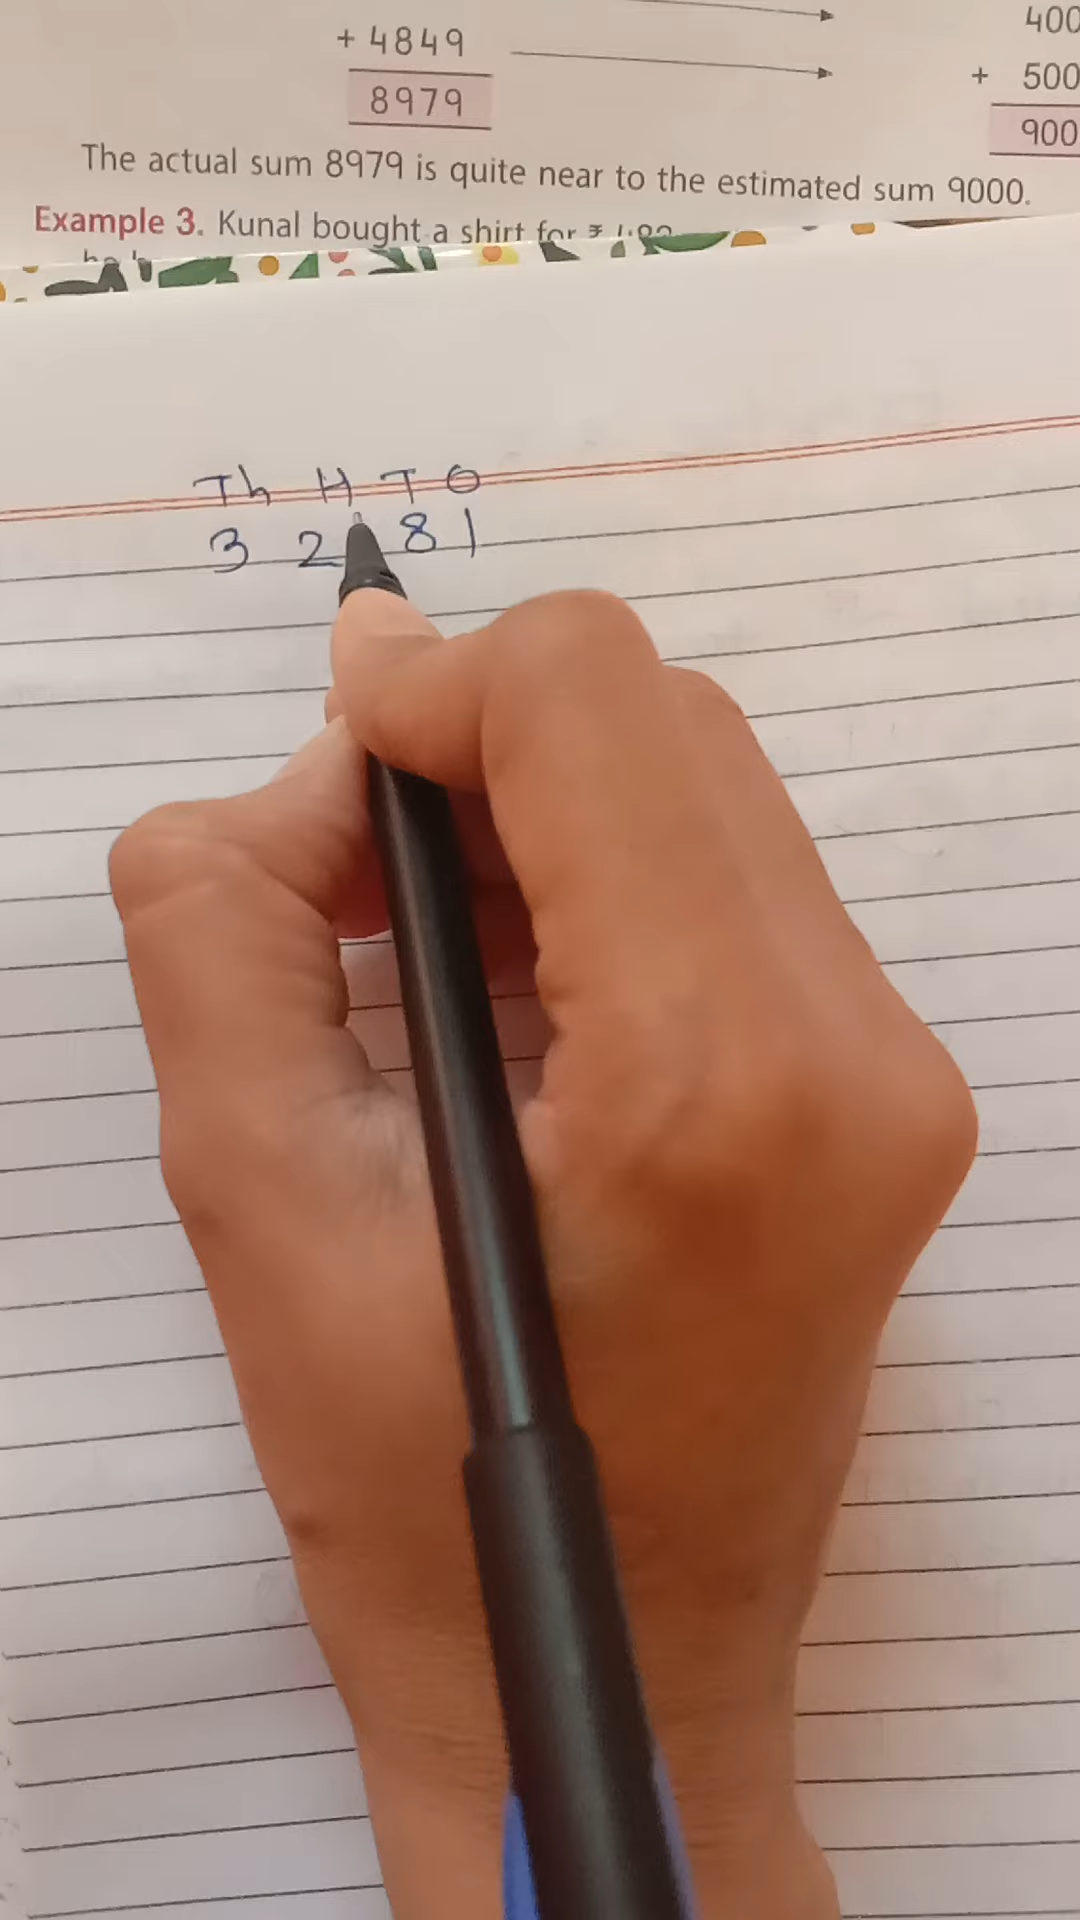 400
+ 4849
+ 500
8979
900
The actual sum 8979 is quite near to the estimated sum 9000.
Example 3. Kunal bought a shirt for ₹
Th H T O
3 2 8 1